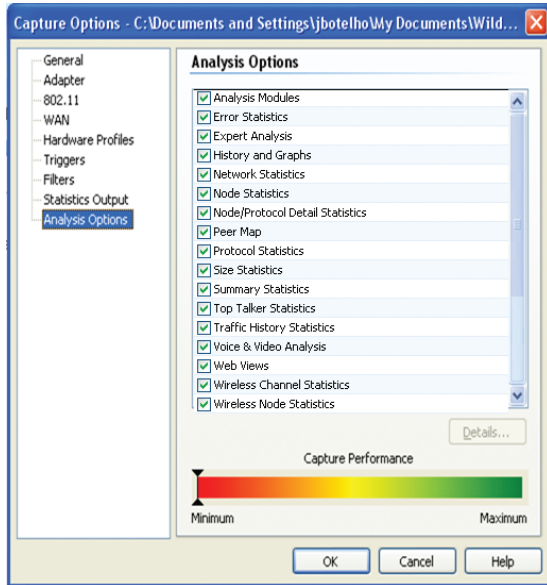 Capture Options - C:\Documents and Settings\jbotelho\My Documents\Wild...
General
Adapter
802.11
WAN
Hardware Profiles
Triggers
Filters
Statistics Output
Analysis Options
Analysis Options
Analysis Modules
Error Statistics
Expert Analysis
History and Graphs
Network Statistics
Node Statistics
Node/Protocol Detail Statistics
Peer Map
Protocol Statistics
Size Statistics
Summary Statistics
Top Talker Statistics
Traffic History Statistics
Voice & Video Analysis
Web Views
Wireless Channel Statistics
Wireless Node Statistics
Details...
Capture Performance
Minimum Maximum
OK Cancel Help